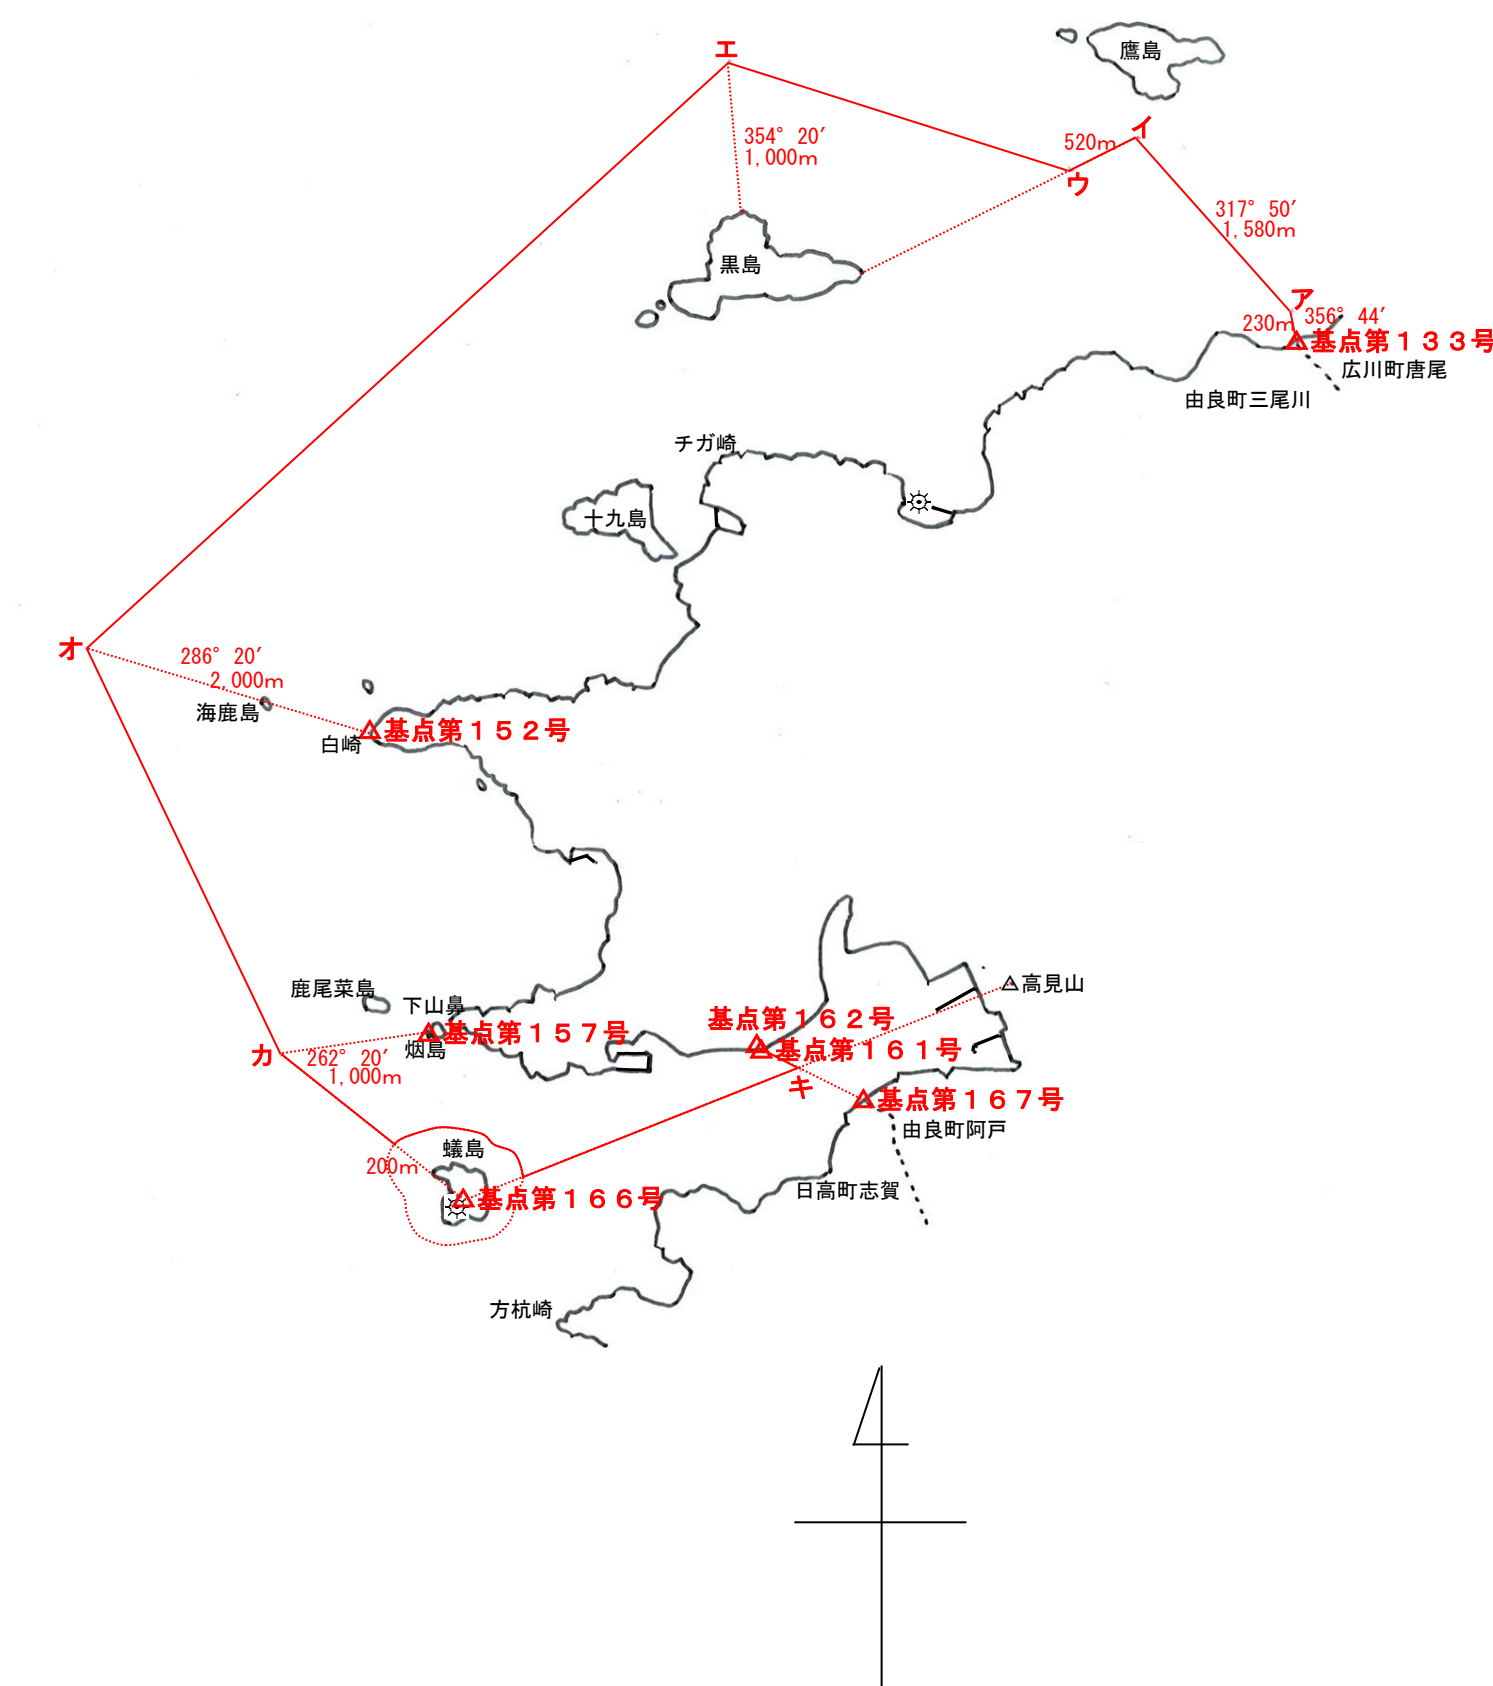 エ
鷹島
イ
520m
354° 20′
1,000m
ウ
317° 50′
1,580m
黒島
ア
230m
356° 44′
基点第133号
広川町唐尾
由良町三尾川
チガ崎
十九島
オ
286° 20′
2,000m
海鹿島
白崎
基点第152号
鹿尾菜島
下山鼻
高見山
基点第162号
基点第157号
基点第161号
烟島
カ
262° 20′
1,000m
キ
基点第167号
由良町阿戸
蟻島
200m
基点第166号
日高町志賀
方杭崎